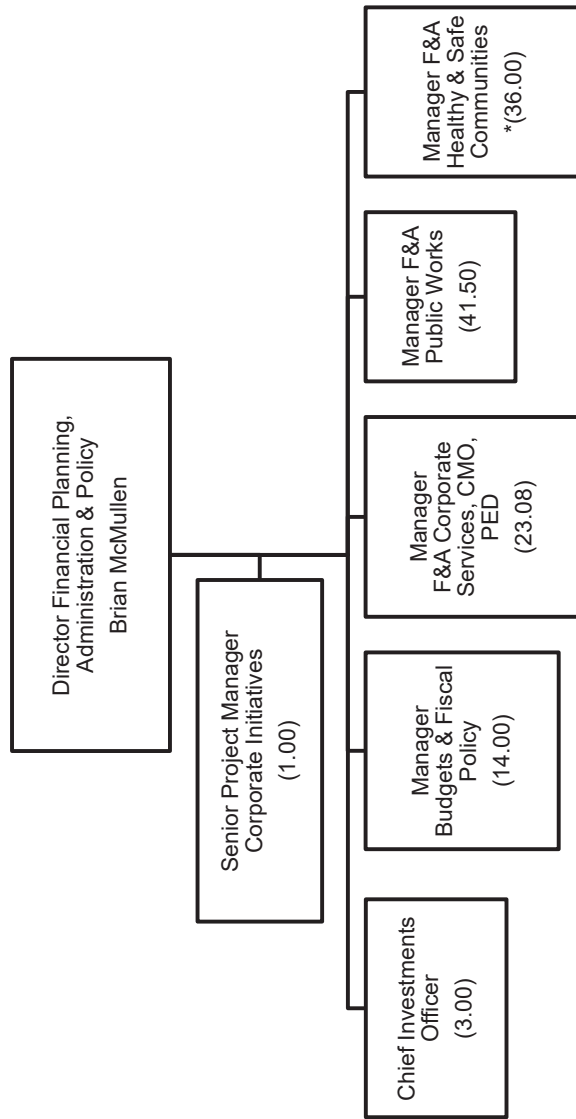 Director Financial Planning,
Administration & Policy
Brian McMullen
Senior Project Manager
Corporate Initiatives
(1.00)
Chief Investments
Officer
(3.00)
Manager
Budgets & Fiscal
Policy
(14.00)
Manager
F&A Corporate
Services, CMO,
PED
(23.08)
Manager F&A
Public Works
(41.50)
Manager F&A
Healthy & Safe
Communities
*(36.00)